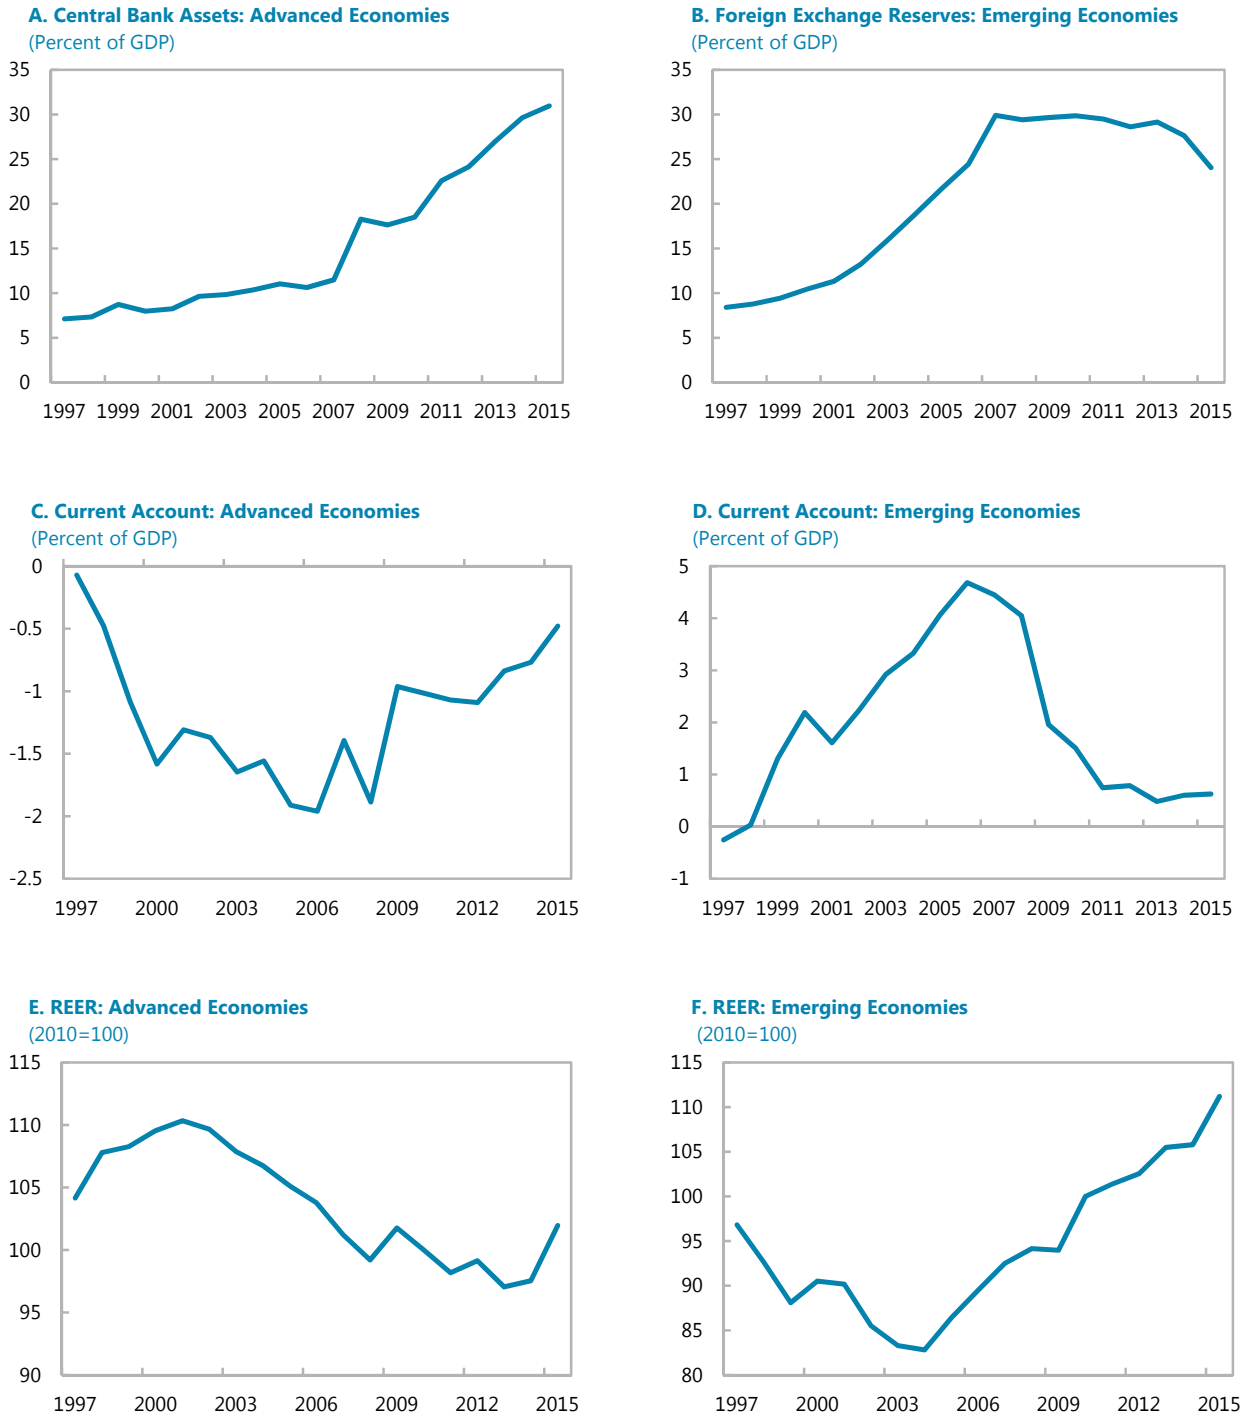 A. Central Bank Assets: Advanced Economies
(Percent of GDP)
35
30
25
20
15
10
5
0
1997 1999 2001 2003 2005 2007 2009 2011 2013 2015
B. Foreign Exchange Reserves: Emerging Economies
(Percent of GDP)
35
30
25
20
15
10
5
0
1997 1999 2001 2003 2005 2007 2009 2011 2013 2015
C. Current Account: Advanced Economies
(Percent of GDP)
0
-0.5
-1
-1.5
-2
-2.5
1997 2000 2003 2006 2009 2012 2015
D. Current Account: Emerging Economies
(Percent of GDP)
5
4
3
2
1
0
-1
1997 1999 2001 2003 2005 2007 2009 2011 2013 2015
E. REER: Advanced Economies
(2010=100)
115
110
105
100
95
90
1997 2000 2003 2006 2009 2012 2015
F. REER: Emerging Economies
(2010=100)
115
110
105
100
95
90
85
80
1997 2000 2003 2006 2009 2012 2015